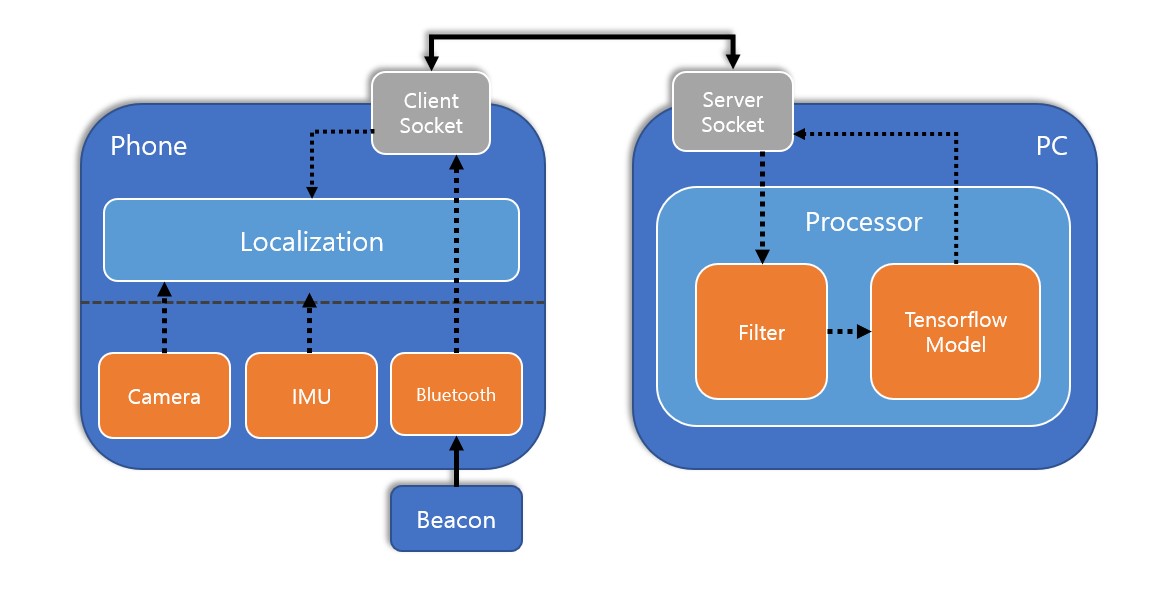 Client
Socket
Server
Socket
Phone
PC
Localization
Processor
Filter
Tensorflow
Model
Camera
IMU
Bluetooth
Beacon